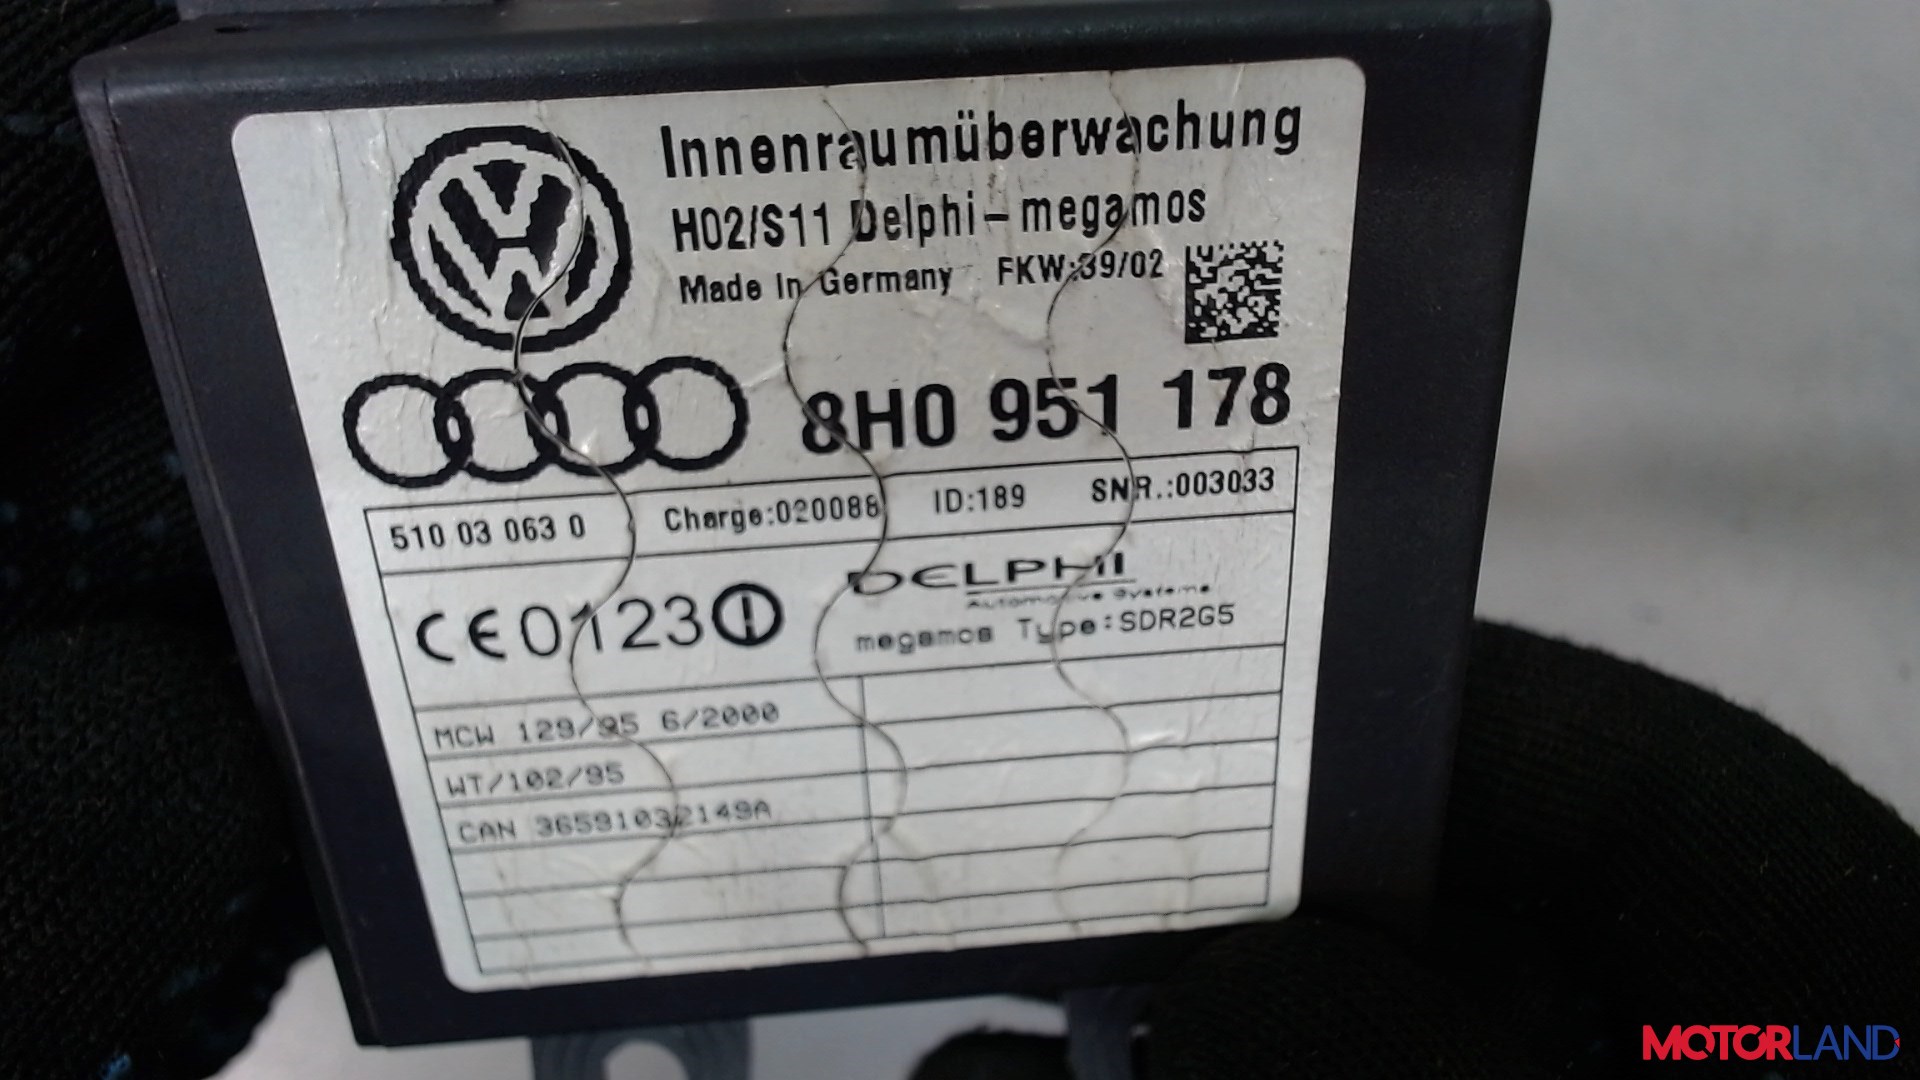 Innenraumüberwachung
H02/S11 Delphi-megamos
Made In Germany FKW:39/02
8H0 951 178
510 03 063 0 Charge:020088 ID:189 SNR.:003033
CE0123
DELPHI
Automotive Systems
megamos Type:SDR2G5
MCW 129/95 6/2000
WT/102/95
CAN 36591032149A
MOTORLAND